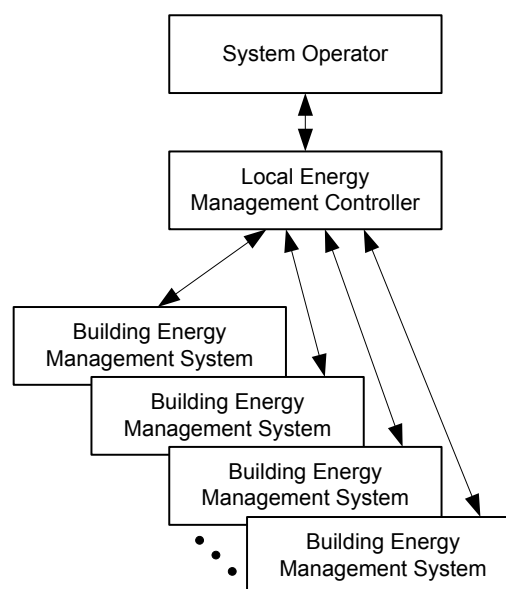 System Operator
Local Energy
Management Controller
Building Energy
Management System
Building Energy
Management System
Building Energy
Management System
Building Energy
Management System